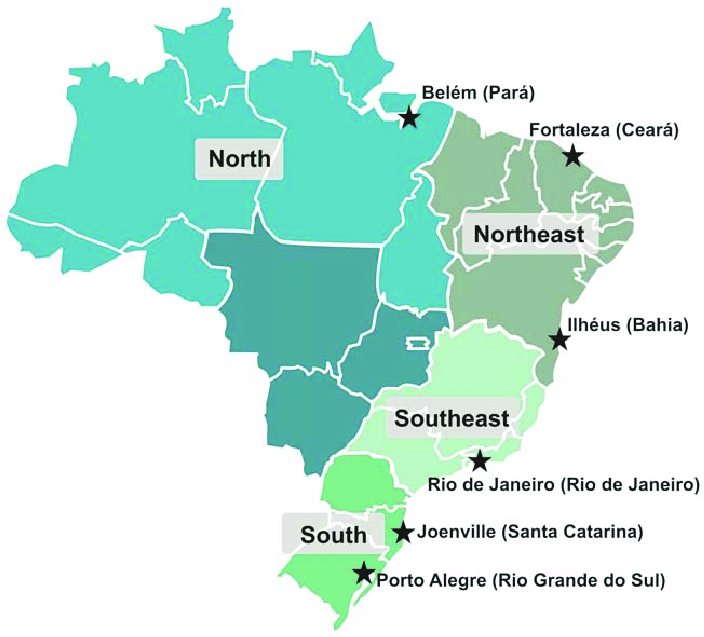 Belém (Pará)
Fortaleza (Ceará)
North
Northeast
Ilhéus (Bahia)
Southeast
Rio de Janeiro (Rio de Janeiro)
South
Joenville (Santa Catarina)
Porto Alegre (Rio Grande do Sul)